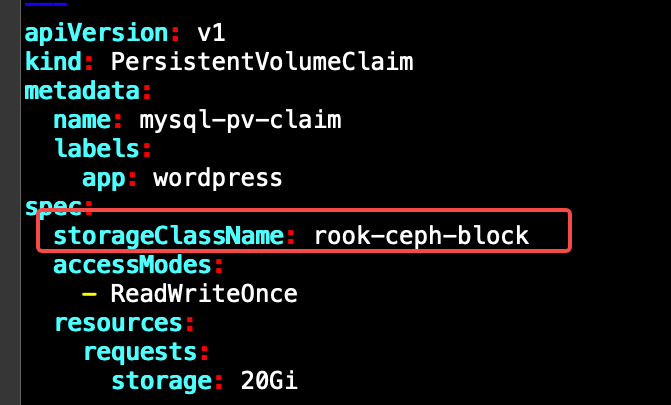 ---
apiVersion: v1
kind: PersistentVolumeClaim
metadata:
  name: mysql-pv-claim
  labels:
    app: wordpress
spec:
  storageClassName: rook-ceph-block
  accessModes:
    - ReadWriteOnce
  resources:
    requests:
      storage: 20Gi